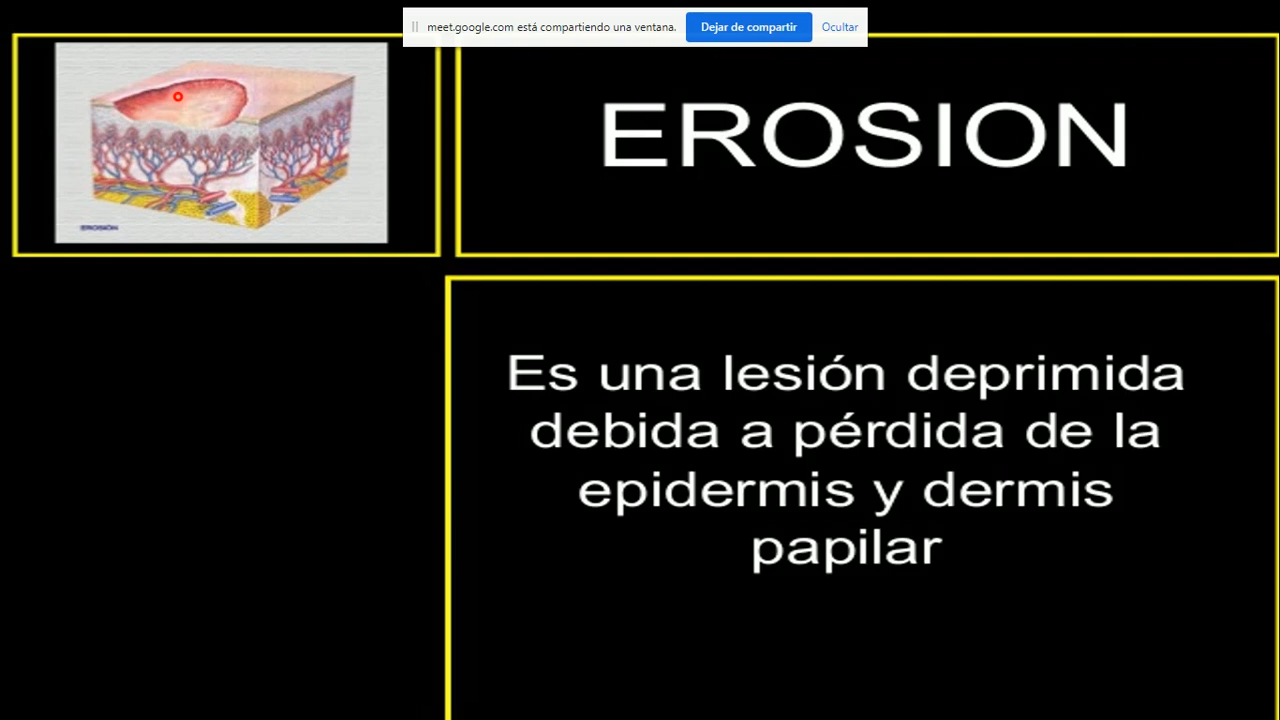 meet.google.com está compartiendo una ventana.
Dejar de compartir
Ocultar
EROSIÓN
EROSION
Es una lesión deprimida
debida a pérdida de la
epidermis y dermis
papilar